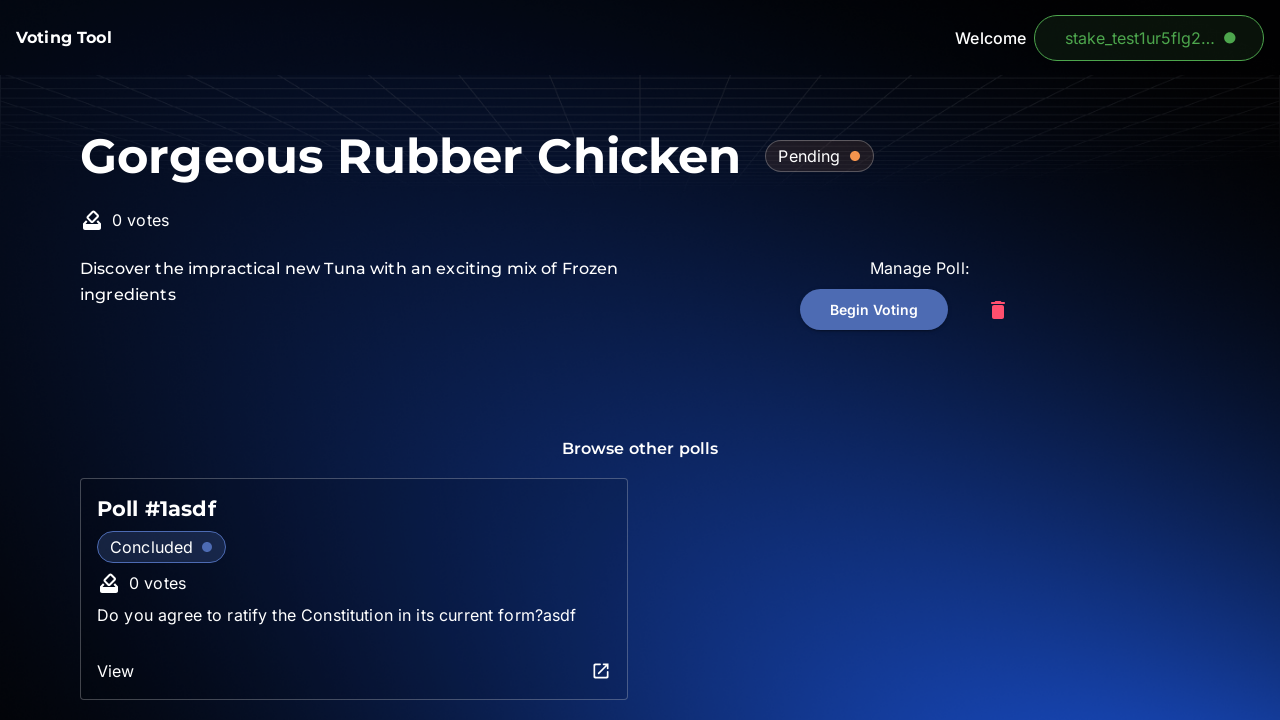 Voting Tool
Welcome
stake_test1ur5flg2...
Gorgeous Rubber Chicken
Pending
0 votes
Discover the impractical new Tuna with an exciting mix of Frozen
ingredients
Manage Poll:
Begin Voting
Browse other polls
Poll #1asdf
Concluded
0 votes
Do you agree to ratify the Constitution in its current form?asdf
View